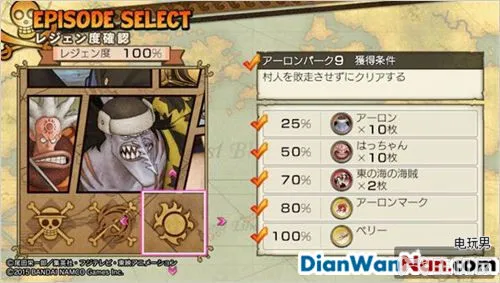 EPISODE SELECT
レジェンド度確認
レジェンド度 100%
アーロンパーク9 獲得条件
村人を敗走させずにクリアする
25% アーロン
×10枚
50% はっちゃん
×10枚
70% 東の海の海賊
×2枚
80% アーロンマーク
100% ベリー
©尾田栄一郎／集英社・フジテレビ・東映アニメーション
©2015 BANDAI NAMCO Games Inc.
电玩男
DianWanNan.com